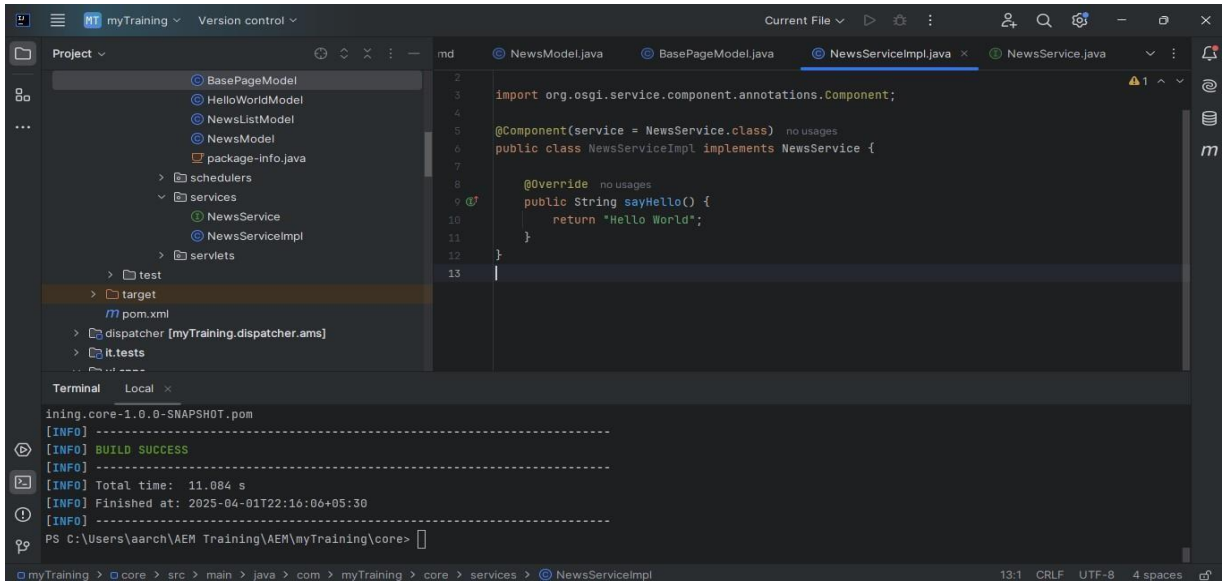 MT myTraining Version control Current File
Project
md NewsModel.java BasePageModel.java NewsServiceImpl.java NewsService.java
BasePageModel
HelloWorldModel
NewsListModel
NewsModel
package-info.java
schedulers
services
NewsService
NewsServiceImpl
servlets
test
target
pom.xml
dispatcher [myTraining.dispatcher.ams]
it.tests
2
3 import org.osgi.service.component.annotations.Component;
4
5 @Component(service = NewsService.class) no usages
6 public class NewsServiceImpl implements NewsService {
7
8 @Override no usages
9 public String sayHello() {
10 return "Hello World";
11 }
12 }
13
1
Terminal Local
ining.core-1.0.0-SNAPSHOT.pom
[INFO] ------------------------------------------------------------------------
[INFO] BUILD SUCCESS
[INFO] ------------------------------------------------------------------------
[INFO] Total time: 11.084 s
[INFO] Finished at: 2025-04-01T22:16:06+05:30
[INFO] ------------------------------------------------------------------------
PS C:\Users\aarch\AEM Training\AEM\myTraining\core>
myTraining > core > src > main > java > com > myTraining > core > services > NewsServiceImpl 13:1 CRLF UTF-8 4 spaces